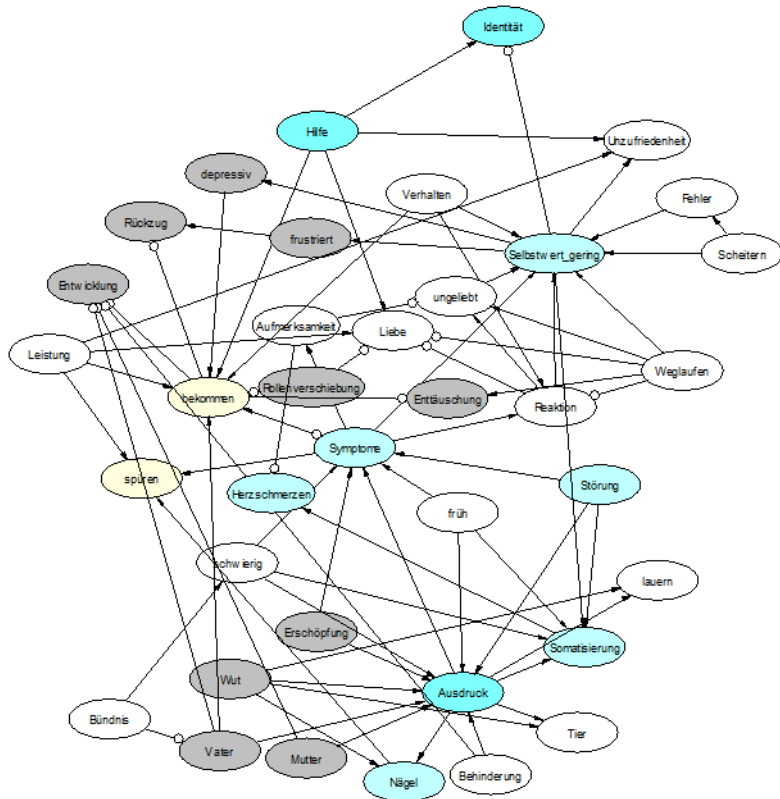 Identität
Hilfe
Unzufriedenheit
depressiv
Verhalten
Fehler
Rückzug
frustriert
Selbstwert_gering
Scheitern
Entwicklung
ungeliebt
Aufmerksamkeit
Liebe
Leistung
Weglaufen
Rollenverschiebung
bekommen
Enttäuschung
Reaktion
Symptome
spüren
Herzschmerzen
Störung
früh
schwierig
lauern
Erschöpfung
Somatisierung
Wut
Ausdruck
Bündnis
Tier
Vater
Mutter
Nägel
Behinderung